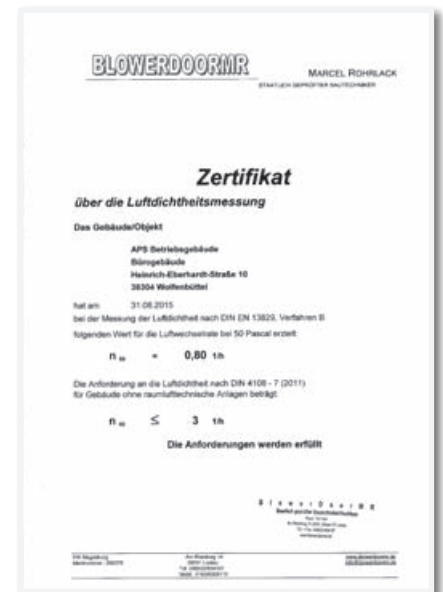 BLOWERDOORMR
MARCEL ROHRLACK
STAATLICH GEPRÜFTER BAUTECHNIKER
Zertifikat
über die Luftdichtheitsmessung
Das Gebäude/Objekt
APS Betriebsgebäude
Bürogebäude
Heinrich-Eberhardt-Straße 10
38304 Wolfenbüttel
hat am 31.08.2015
bei der Messung der Luftdichtheit nach DIN EN 13829, Verfahren B
folgenden Wert für die Luftwechselrate bei 50 Pascal erzielt:
n 50 = 0,80 1/h
Die Anforderung an die Luftdichtheit nach DIN 4108 - 7 (2011)
für Gebäude ohne raumlufttechnische Anlagen beträgt:
n 50 ≤ 3 1/h
Die Anforderungen werden erfüllt
BlowerDoorMR